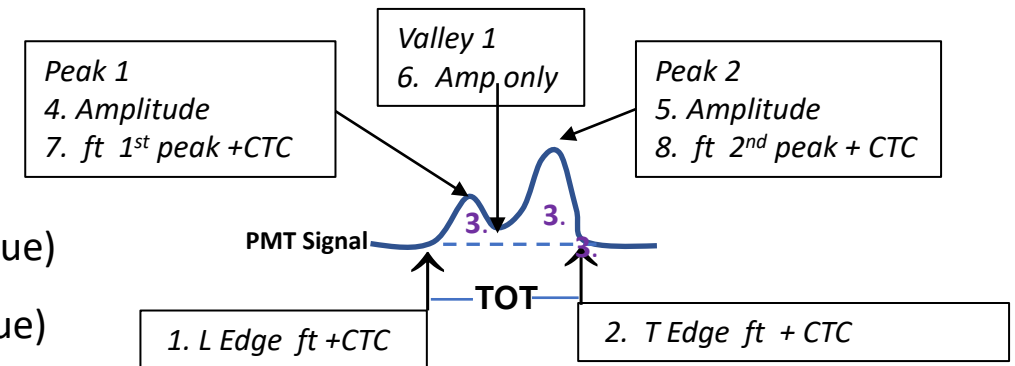 Valley 1
6. Amp only
Peak 1
4. Amplitude
7. ft 1st peak +CTC
Peak 2
5. Amplitude
8. ft 2nd peak + CTC
3.
3.
3.
ue)
PMT Signal
TOT
ue)
1. L Edge ft +CTC
2. T Edge ft + CTC